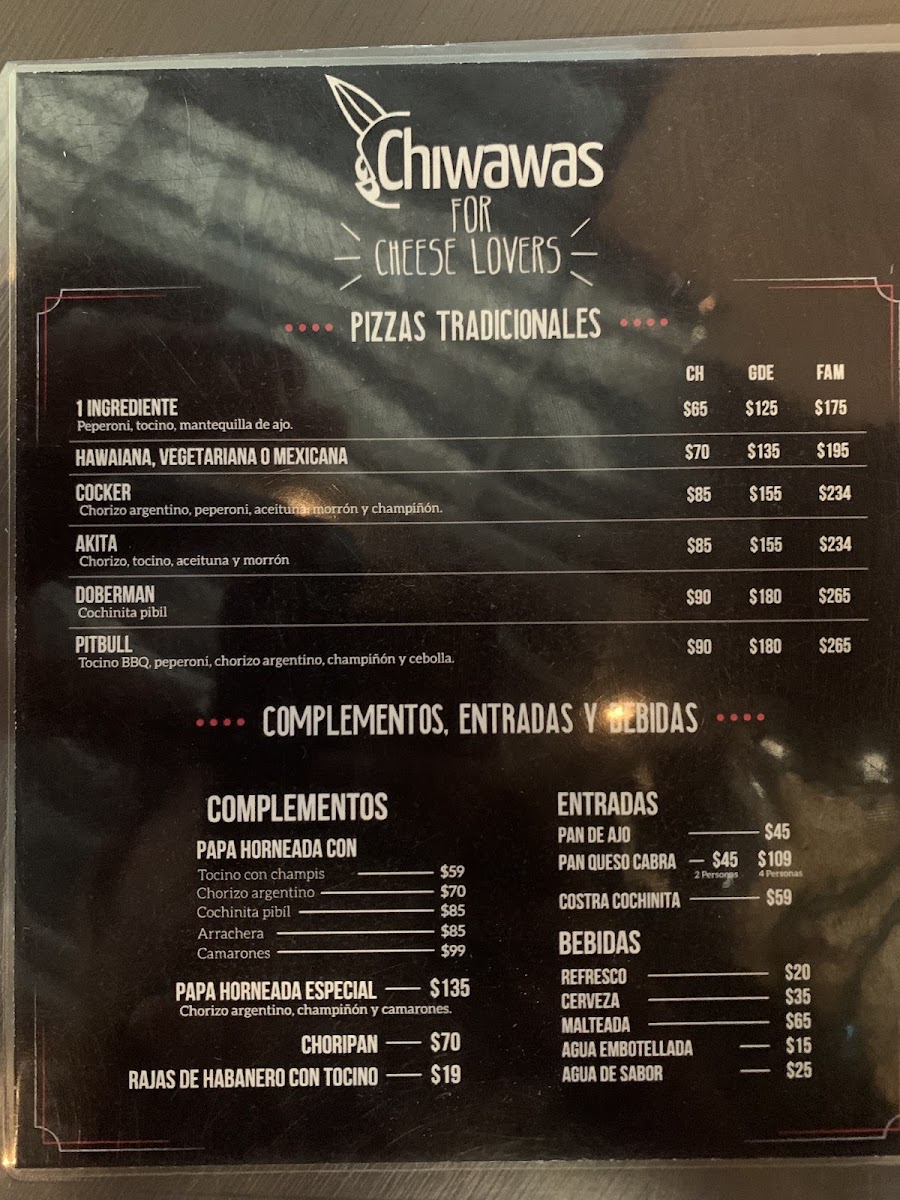 Chiwawas
FOR
CHEESE LOVERS
PIZZAS TRADICIONALES
CH GDE FAM
1 INGREDIENTE $65 $125 $175
Peperoni, tocino, mantequilla de ajo.
HAWAIANA, VEGETARIANA O MEXICANA $70 $135 $195
COCKER $85 $155 $234
Chorizo argentino, peperoni, aceituna, morrón y champiñón.
AKITA $85 $155 $234
Chorizo, tocino, aceituna y morrón
DOBERMAN $90 $180 $265
Cochinita pibil
PITBULL $90 $180 $265
Tocino BBQ, peperoni, chorizo argentino, champiñón y cebolla.
COMPLEMENTOS, ENTRADAS Y BEBIDAS
COMPLEMENTOS
PAPA HORNEADA CON
Tocino con champis $59
Chorizo argentino $70
Cochinita pibíl $85
Arrachera $85
Camarones $99
PAPA HORNEADA ESPECIAL $135
Chorizo argentino, champiñón y camarones.
CHORIPAN $70
RAJAS DE HABANERO CON TOCINO $19
ENTRADAS
PAN DE AJO $45
PAN QUESO CABRA $45 $109
2 Personas 4 Personas
COSTRA COCHINITA $59
BEBIDAS
REFRESCO $20
CERVEZA $35
MALTEADA $65
AGUA EMBOTELLADA $15
AGUA DE SABOR $25